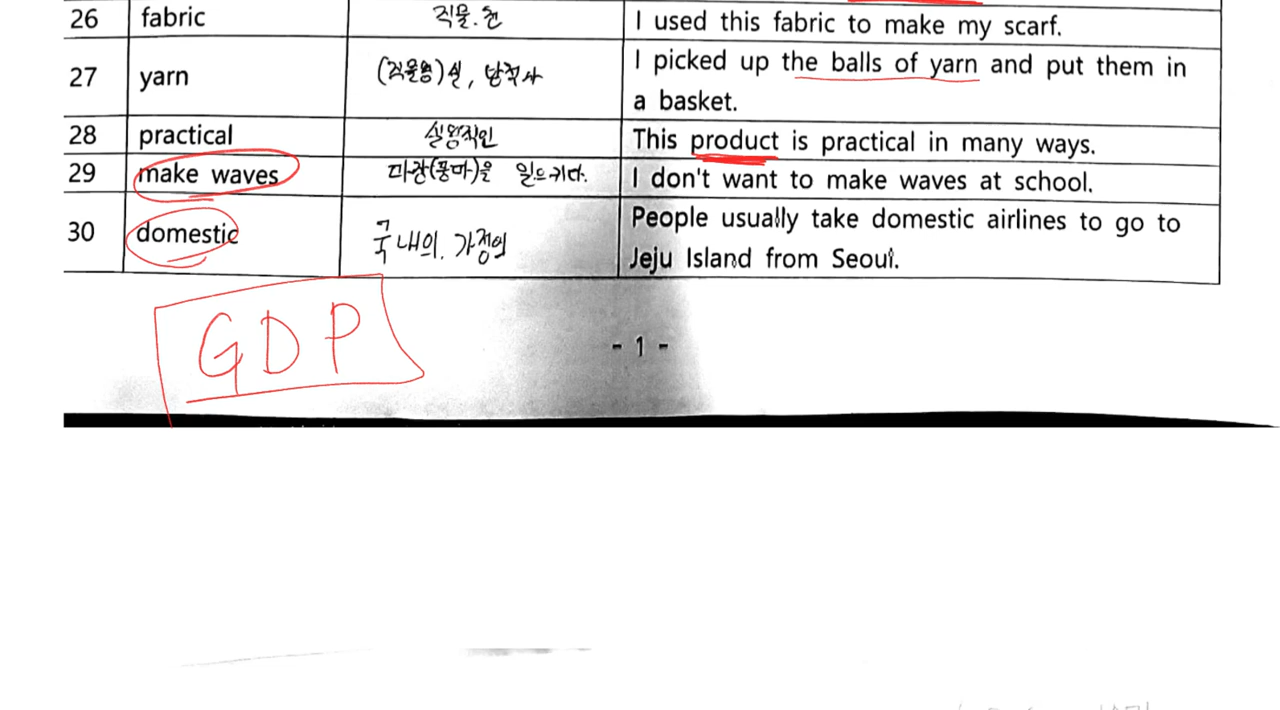 26 fabric 직물. 천 I used this fabric to make my scarf.
27 yarn (직물용)실, 방적사 I picked up the balls of yarn and put them in
a basket.
28 practical 실용적인 This product is practical in many ways.
29 make waves 파장(풍파)을 일으키다. I don't want to make waves at school.
30 domestic 국내의. 가정의 People usually take domestic airlines to go to
Jeju Island from Seoul.
GDP
- 1 -